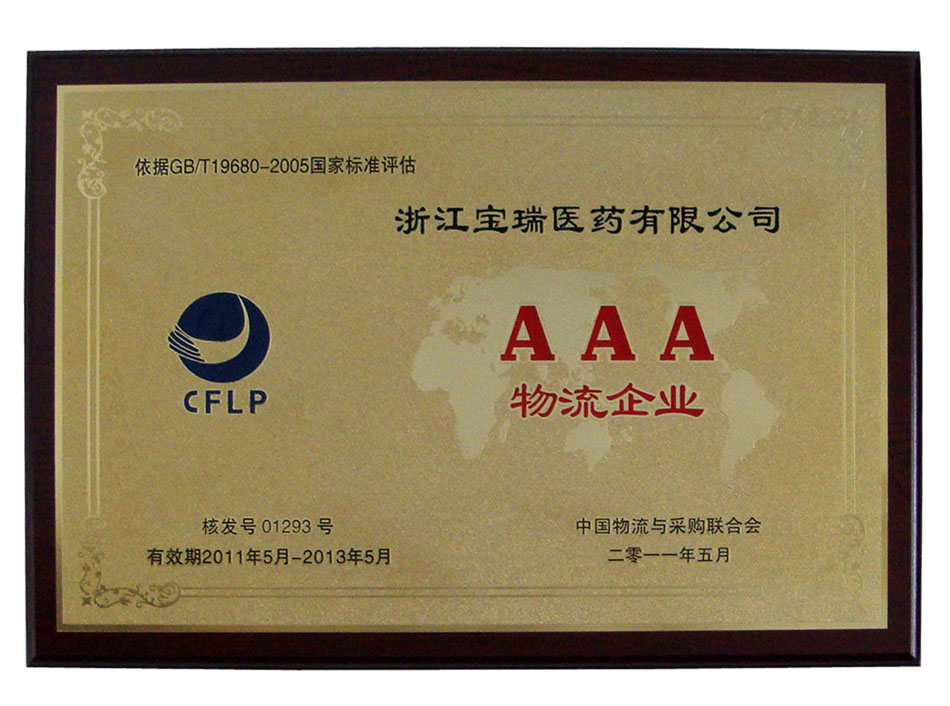 依据GB/T19680-2005国家标准评估
浙江宝瑞医药有限公司
CFLP
AAA
物流企业
核发号 01293 号
有效期2011年5月-2013年5月
中国物流与采购联合会
二零一一年五月